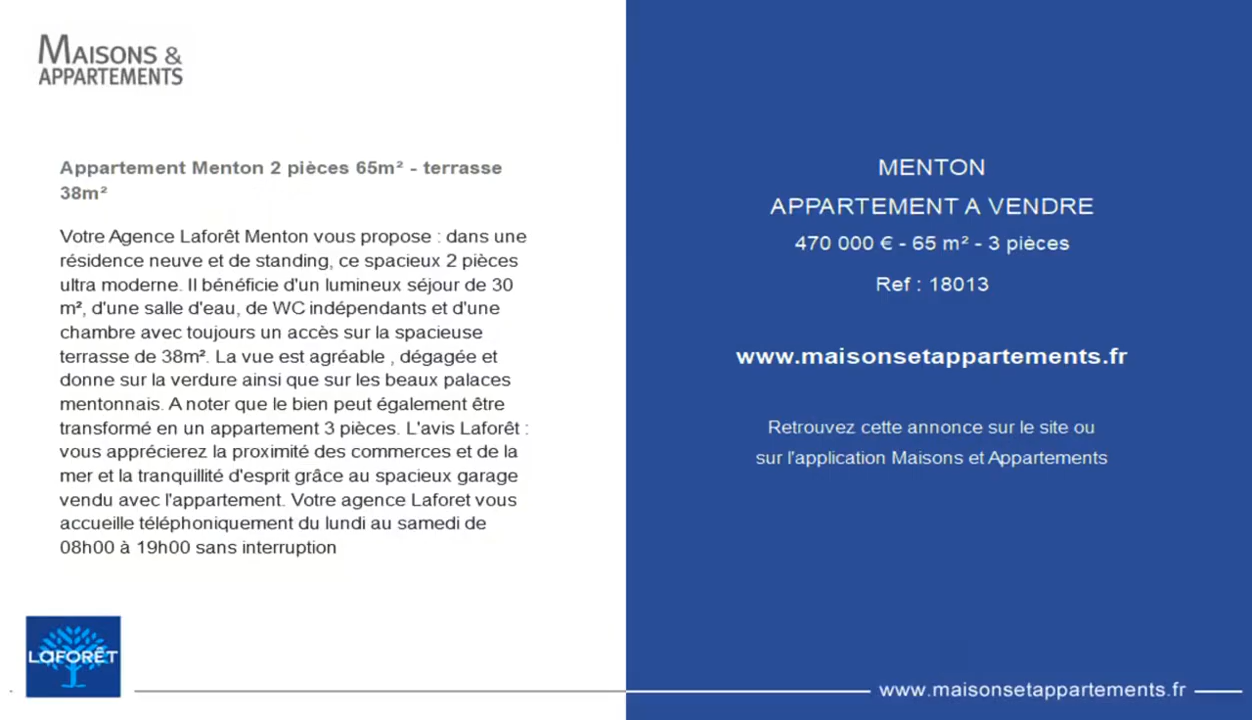 MAISONS &
APPARTEMENTS
Appartement Menton 2 pièces 65m² - terrasse
38m²
Votre Agence Laforêt Menton vous propose : dans une
résidence neuve et de standing, ce spacieux 2 pièces
ultra moderne. Il bénéficie d'un lumineux séjour de 30
m², d'une salle d'eau, de WC indépendants et d'une
chambre avec toujours un accès sur la spacieuse
terrasse de 38m². La vue est agréable , dégagée et
donne sur la verdure ainsi que sur les beaux palaces
mentonnais. A noter que le bien peut également être
transformé en un appartement 3 pièces. L'avis Laforêt :
vous apprécierez la proximité des commerces et de la
mer et la tranquillité d'esprit grâce au spacieux garage
vendu avec l'appartement. Votre agence Laforet vous
accueille téléphoniquement du lundi au samedi de
08h00 à 19h00 sans interruption
LAFORÊT
MENTON
APPARTEMENT A VENDRE
470 000 € - 65 m² - 3 pièces
Ref : 18013
www.maisonsetappartements.fr
Retrouvez cette annonce sur le site ou
sur l'application Maisons et Appartements
www.maisonsetappartements.fr